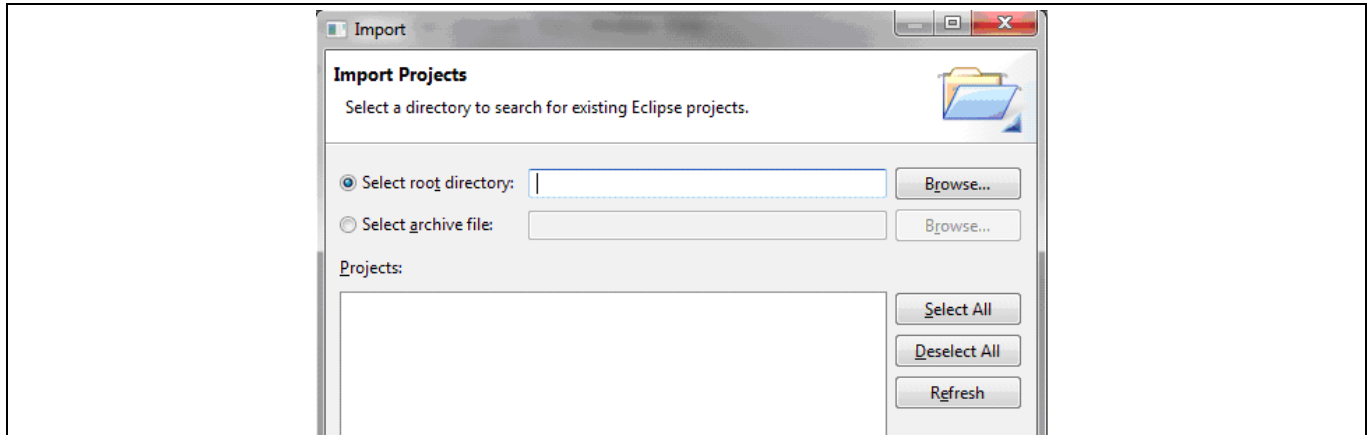 Import
Import Projects
Select a directory to search for existing Eclipse projects.
Select root directory: Browse...
Select archive file: Browse...
Projects:
Select All
Deselect All
Refresh